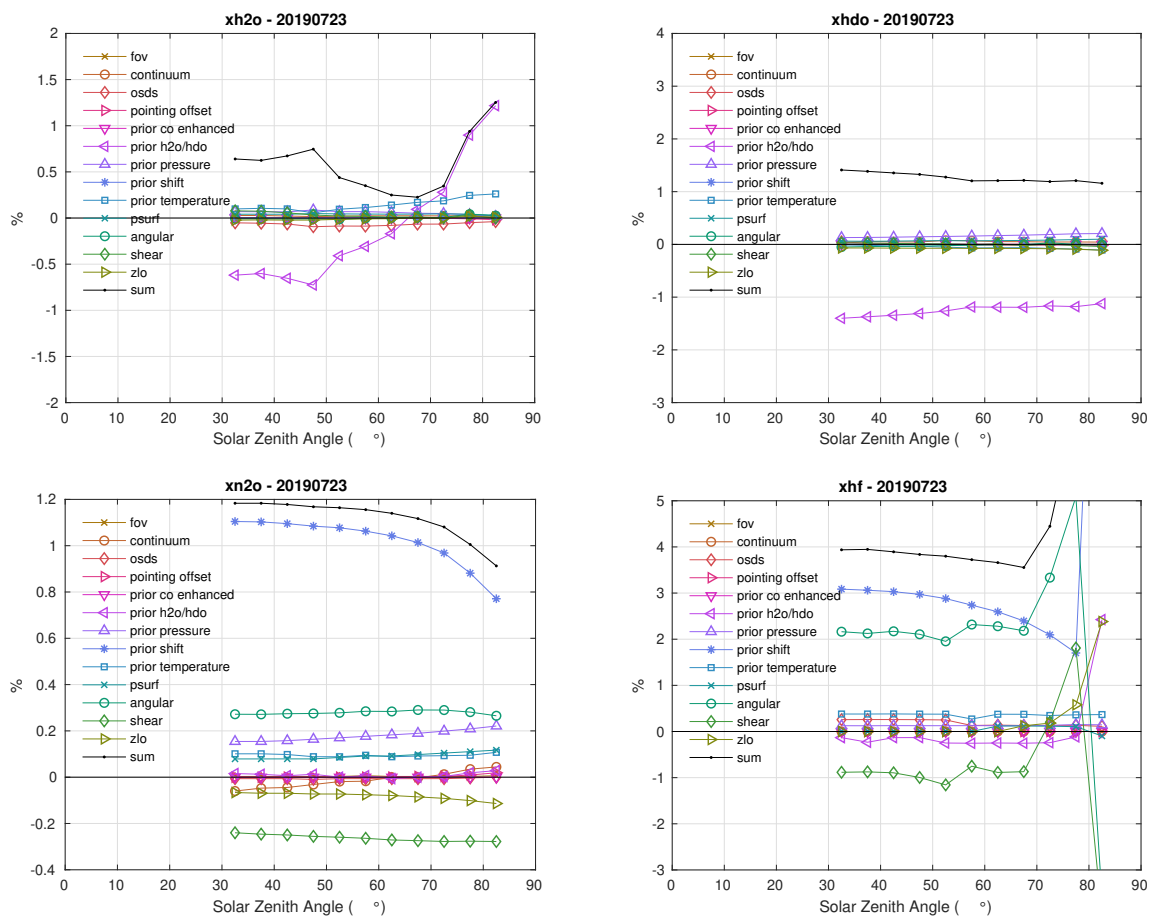 xh2o - 20190723
2
1.5
1
0.5
0
-0.5
-1
-1.5
-2
%
fov
continuum
osds
pointing offset
prior co enhanced
prior h2o/hdo
prior pressure
prior shift
prior temperature
psurf
angular
shear
zlo
sum
0 10 20 30 40 50 60 70 80 90
Solar Zenith Angle ( °)
xhdo - 20190723
4
3
2
1
0
-1
-2
-3
%
fov
continuum
osds
pointing offset
prior co enhanced
prior h2o/hdo
prior pressure
prior shift
prior temperature
psurf
angular
shear
zlo
sum
0 10 20 30 40 50 60 70 80 90
Solar Zenith Angle ( °)
xn2o - 20190723
1.2
1
0.8
0.6
0.4
0.2
0
-0.2
-0.4
%
fov
continuum
osds
pointing offset
prior co enhanced
prior h2o/hdo
prior pressure
prior shift
prior temperature
psurf
angular
shear
zlo
sum
0 10 20 30 40 50 60 70 80 90
Solar Zenith Angle ( °)
xhf - 20190723
5
4
3
2
1
0
-1
-2
-3
%
fov
continuum
osds
pointing offset
prior co enhanced
prior h2o/hdo
prior pressure
prior shift
prior temperature
psurf
angular
shear
zlo
sum
0 10 20 30 40 50 60 70 80 90
Solar Zenith Angle ( °)